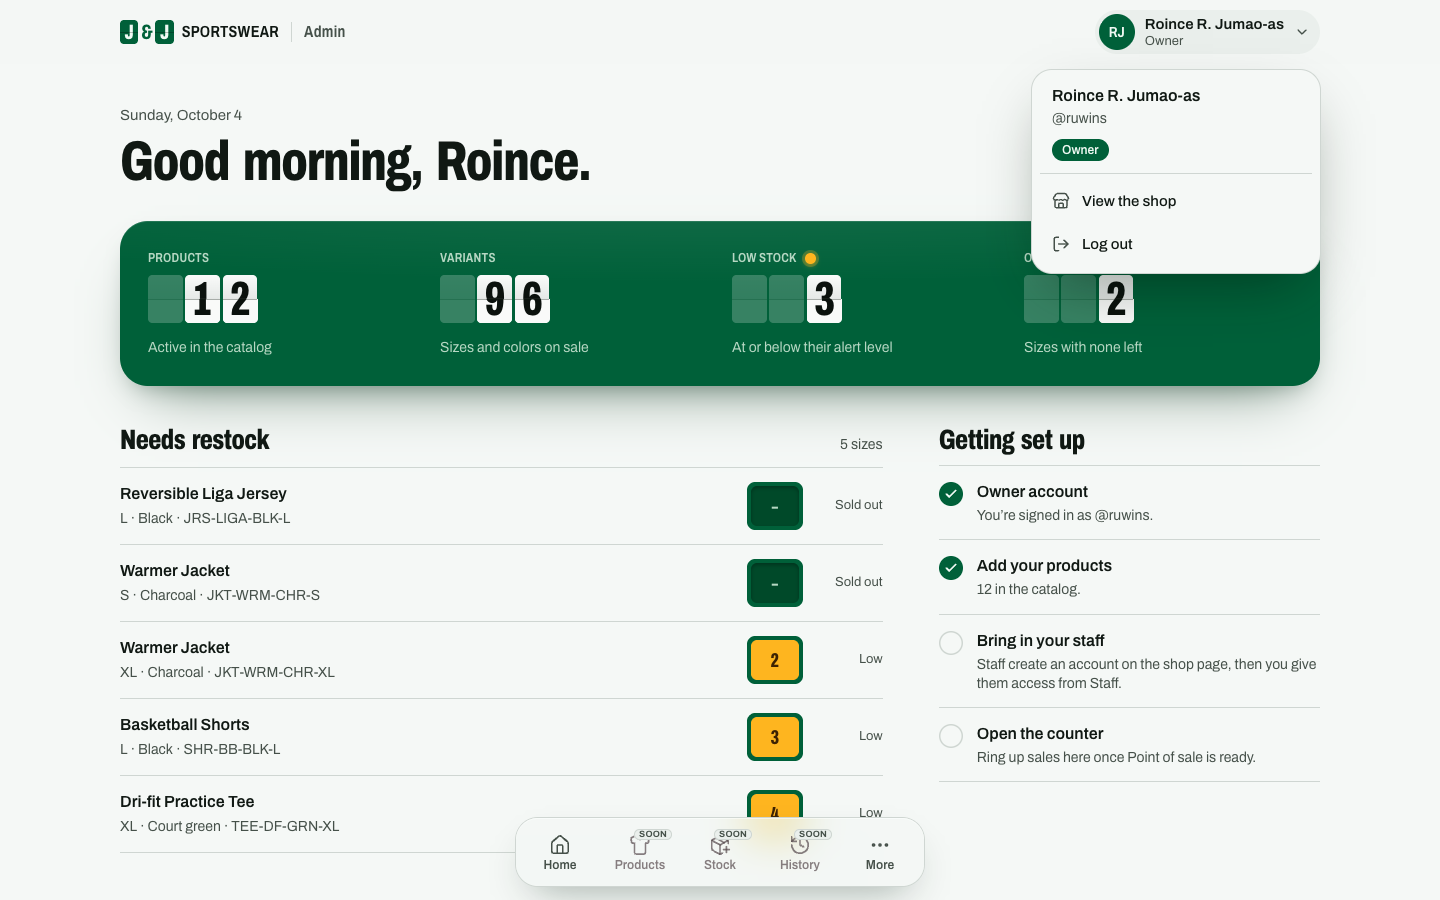 J & J SPORTSWEAR Admin
RJ
Roince R. Jumao-as
Owner
Roince R. Jumao-as
@ruwins
Owner
View the shop
Log out
Sunday, October 4
Good morning, Roince.
PRODUCTS
12
Active in the catalog
VARIANTS
96
Sizes and colors on sale
LOW STOCK
3
At or below their alert level
2
Sizes with none left
Needs restock
5 sizes
Reversible Liga Jersey
L · Black · JRS-LIGA-BLK-L
-
Sold out
Warmer Jacket
S · Charcoal · JKT-WRM-CHR-S
-
Sold out
Warmer Jacket
XL · Charcoal · JKT-WRM-CHR-XL
2
Low
Basketball Shorts
L · Black · SHR-BB-BLK-L
3
Low
Dri-fit Practice Tee
XL · Court green · TEE-DF-GRN-XL
4
Low
Getting set up
Owner account
You’re signed in as @ruwins.
Add your products
12 in the catalog.
Bring in your staff
Staff create an account on the shop page, then you give
them access from Staff.
Open the counter
Ring up sales here once Point of sale is ready.
Home
SOON
Products
SOON
Stock
SOON
History
More